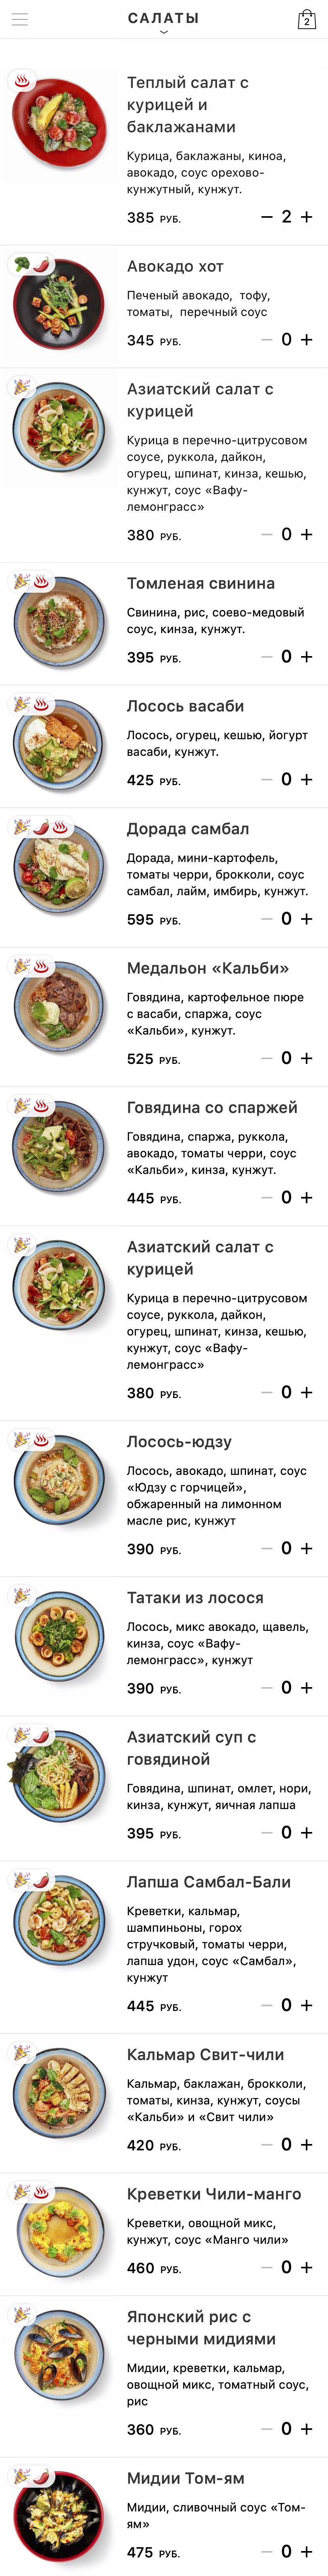 САЛАТЫ
2
Теплый салат с
курицей и
баклажанами
Курица, баклажаны, киноа,
авокадо, соус орехово-
кунжутный, кунжут.
385 РУБ.
− 2 +
Авокадо хот
Печеный авокадо, тофу,
томаты, перечный соус
345 РУБ.
− 0 +
Азиатский салат с
курицей
Курица в перечно-цитрусовом
соусе, руккола, дайкон,
огурец, шпинат, кинза, кешью,
кунжут, соус «Вафу-
лемонграсс»
380 РУБ.
− 0 +
Томленая свинина
Свинина, рис, соево-медовый
соус, кинза, кунжут.
395 РУБ.
− 0 +
Лосось васаби
Лосось, огурец, кешью, йогурт
васаби, кунжут.
425 РУБ.
− 0 +
Дорада самбал
Дорада, мини-картофель,
томаты черри, брокколи, соус
самбал, лайм, имбирь, кунжут.
595 РУБ.
− 0 +
Медальон «Кальби»
Говядина, картофельное пюре
с васаби, спаржа, соус
«Кальби», кунжут.
525 РУБ.
− 0 +
Говядина со спаржей
Говядина, спаржа, руккола,
авокадо, томаты черри, соус
«Кальби», кинза, кунжут.
445 РУБ.
− 0 +
Азиатский салат с
курицей
Курица в перечно-цитрусовом
соусе, руккола, дайкон,
огурец, шпинат, кинза, кешью,
кунжут, соус «Вафу-
лемонграсс»
380 РУБ.
− 0 +
Лосось-юдзу
Лосось, авокадо, шпинат, соус
«Юдзу с горчицей»,
обжаренный на лимонном
масле рис, кунжут
390 РУБ.
− 0 +
Татаки из лосося
Лосось, микс авокадо, щавель,
кинза, соус «Вафу-
лемонграсс», кунжут
390 РУБ.
− 0 +
Азиатский суп с
говядиной
Говядина, шпинат, омлет, нори,
кинза, кунжут, яичная лапша
395 РУБ.
− 0 +
Лапша Самбал-Бали
Креветки, кальмар,
шампиньоны, горох
стручковый, томаты черри,
лапша удон, соус «Самбал»,
кунжут
445 РУБ.
− 0 +
Кальмар Свит-чили
Кальмар, баклажан, брокколи,
томаты, кинза, кунжут, соусы
«Кальби» и «Свит чили»
420 РУБ.
− 0 +
Креветки Чили-манго
Креветки, овощной микс,
кунжут, соус «Манго чили»
460 РУБ.
− 0 +
Японский рис с
черными мидиями
Мидии, креветки, кальмар,
овощной микс, томатный соус,
рис
360 РУБ.
− 0 +
Мидии Том-ям
Мидии, сливочный соус «Том-
ям»
475 РУБ.
− 0 +